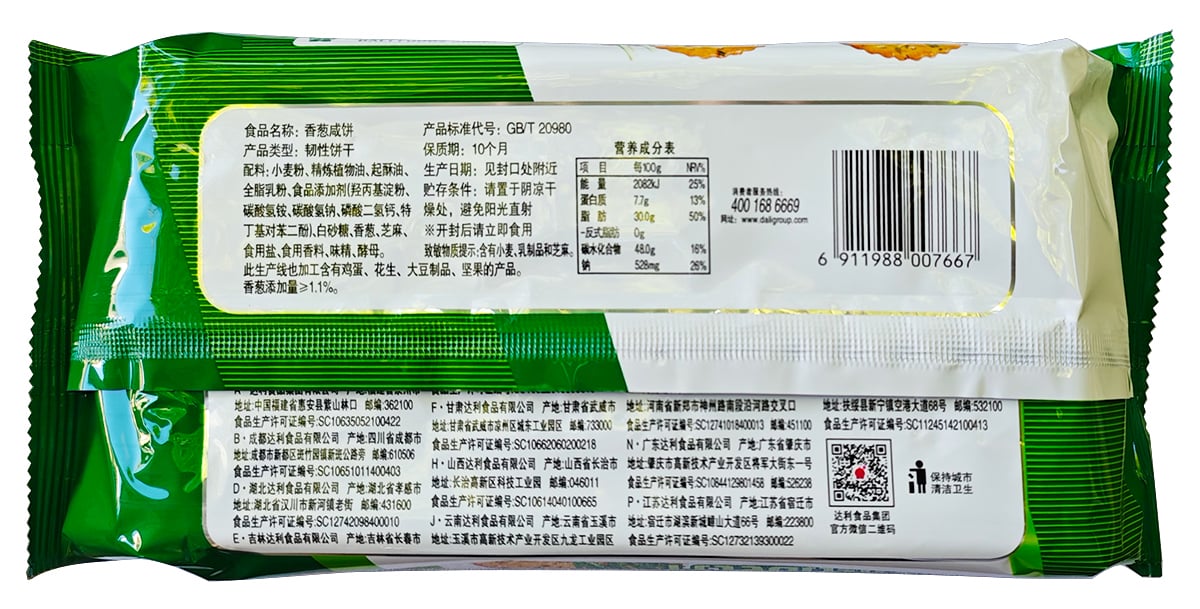 食品名称：香葱咸饼
产品类型：韧性饼干
配料：小麦粉、精炼植物油、起酥油、
全脂乳粉、食品添加剂(羟丙基淀粉、
碳酸氢铵、碳酸氢钠、磷酸二氢钙、特
丁基对苯二酚)、白砂糖、香葱、芝麻、
食用盐、食用香料、味精、酵母。
此生产线也加工含有鸡蛋、花生、大豆制品、坚果的产品。
香葱添加量≥1.1%。
产品标准代号：GB/T 20980
保质期：10个月
生产日期：见封口处附近
贮存条件：请置于阴凉干
燥处，避免阳光直射
※开封后请立即食用
致敏物质提示:含有小麦、乳制品和芝麻。
营养成分表
项 目 每100g NRV%
能 量 2082kJ 25%
蛋白质 7.7g 13%
脂 肪 30.0g 50%
-反式脂肪 0g
碳水化合物 48.0g 16%
钠 528mg 26%
消费者服务热线：
400 168 6669
网址：www.daligroup.com
6 911988 007667
地址:中国福建省惠安县紫山林口 邮编:362100
食品生产许可证编号:SC10635052100422
B·成都达利食品有限公司 产地:四川省成都市
地址:成都市新都区斑竹园镇新斑公路旁 邮编:610506
食品生产许可证编号:SC10651011400403
D·湖北达利食品有限公司 产地:湖北省孝感市
地址:湖北省汉川市新河镇老街 邮编:431600
食品生产许可证编号:SC12742098400010
E·吉林达利食品有限公司 产地:吉林省长春市
F·甘肃达利食品有限公司 产地:甘肃省武威市
地址:甘肃省武威市凉州区城东工业园区 邮编:733000
食品生产许可证编号:SC10662060200218
H·山西达利食品有限公司 产地:山西省长治市
地址:长治高新区科技工业园 邮编:046011
食品生产许可证编号:SC10614040100665
J·云南达利食品有限公司 产地:云南省玉溪市
地址:玉溪市高新技术产业开发区九龙工业园区
地址:河南省新郑市神州路南段沿河路交叉口
食品生产许可证编号:SC12741018400013 邮编:451100
N·广东达利食品有限公司 产地:广东省肇庆市
地址:肇庆市高新技术产业开发区将军大街东一号
食品生产许可证编号:SC10844129801458 邮编:526238
P·江苏达利食品有限公司 产地:江苏省宿迁市
地址:宿迁市湖滨新城嶂山大道66号 邮编:223800
食品生产许可证编号:SC12732139300022
地址:扶绥县新宁镇空港大道68号 邮编:532100
食品生产许可证编号:SC11245142100413
达利食品集团
官方微信二维码
保持城市
清洁卫生